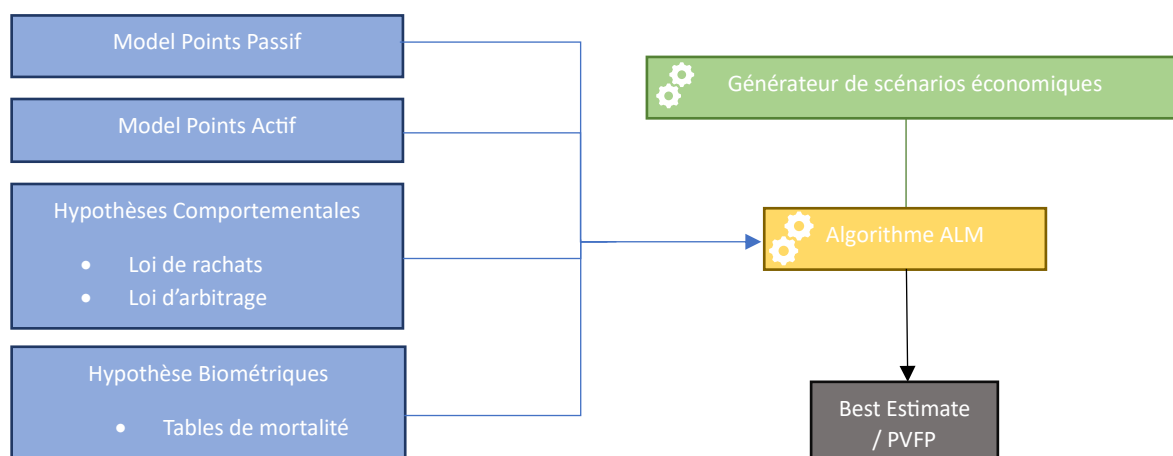 Model Points Passif
Model Points Actif
Hypothèses Comportementales
• Loi de rachats
• Loi d'arbitrage
Hypothèse Biométriques
• Tables de mortalité
Générateur de scénarios économiques
Algorithme ALM
Best Estimate
/ PVFP